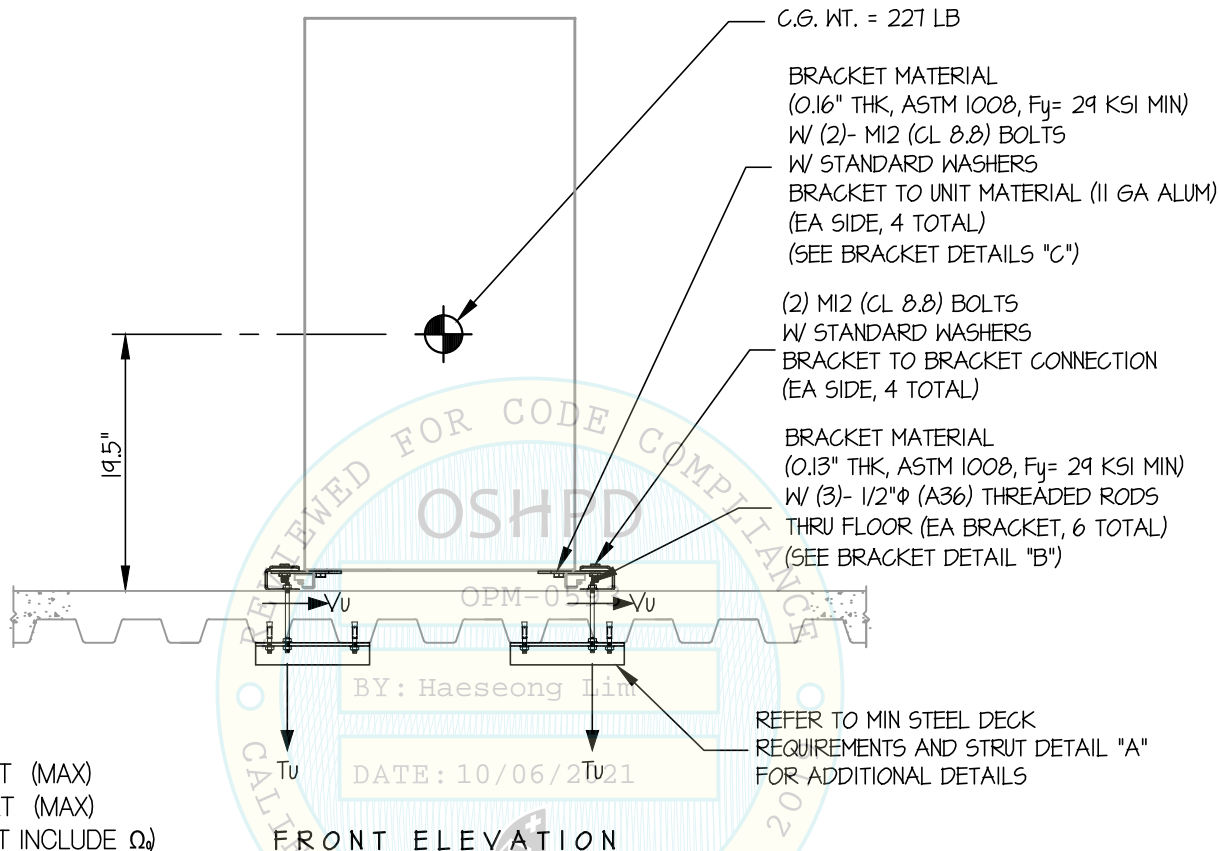 C.G. WT. = 227 LB
BRACKET MATERIAL
(0.16" THK, ASTM 1008, Fy= 29 KSI MIN)
W/ (2)- M12 (CL 8.8) BOLTS
W/ STANDARD WASHERS
BRACKET TO UNIT MATERIAL (11 GA ALUM)
(EA SIDE, 4 TOTAL)
(SEE BRACKET DETAILS "C")
(2) M12 (CL 8.8) BOLTS
W/ STANDARD WASHERS
BRACKET TO BRACKET CONNECTION
(EA SIDE, 4 TOTAL)
BRACKET MATERIAL
(0.13" THK, ASTM 1008, Fy= 29 KSI MIN)
W/ (3)- 1/2"Φ (A36) THREADED RODS
THRU FLOOR (EA BRACKET, 6 TOTAL)
(SEE BRACKET DETAIL "B")
19.5"
REVIEWED FOR CODE COMPLIANCE
OSHPD
OPM-05
Vu
Vu
BY: Haeseong Lim
REFER TO MIN STEEL DECK
REQUIREMENTS AND STRUT DETAIL "A"
FOR ADDITIONAL DETAILS
Tu
Tu
DATE: 10/06/2021
CALI
20
T (MAX)
RT (MAX)
T INCLUDE Ω₀)
FRONT ELEVATION